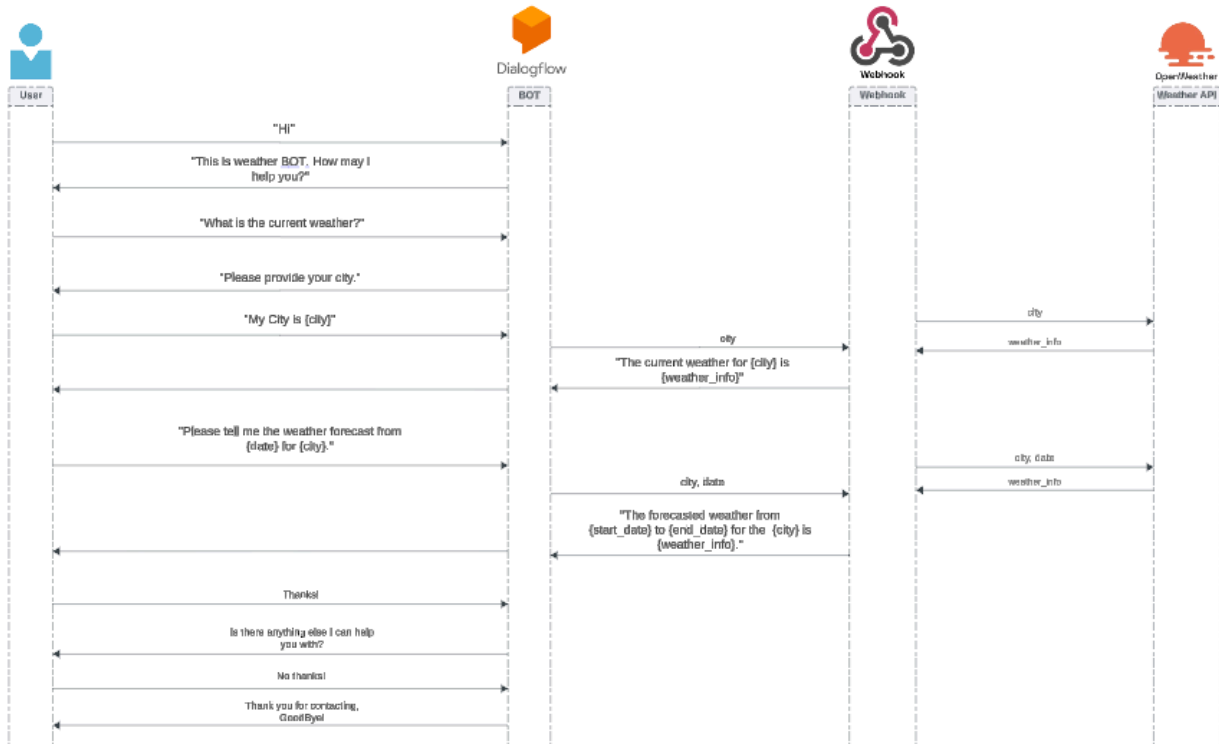 Dialogflow
Webhook
OpenWeather
User
BOT
Webhook
Weather API
"Hi"
"This is weather BOT. How may I
help you?"
"What is the current weather?"
"Please provide your city."
"My City is {city}"
city
weather_info
city
"The current weather for {city} is
{weather_info}"
"Please tell me the weather forecast from
{date} for {city}."
city, date
weather_info
city, date
"The forecasted weather from
{start_date} to {end_date} for the {city} is
{weather_info}."
Thanks!
Is there anything else I can help
you with?
No thanks!
Thank you for contacting,
GoodBye!